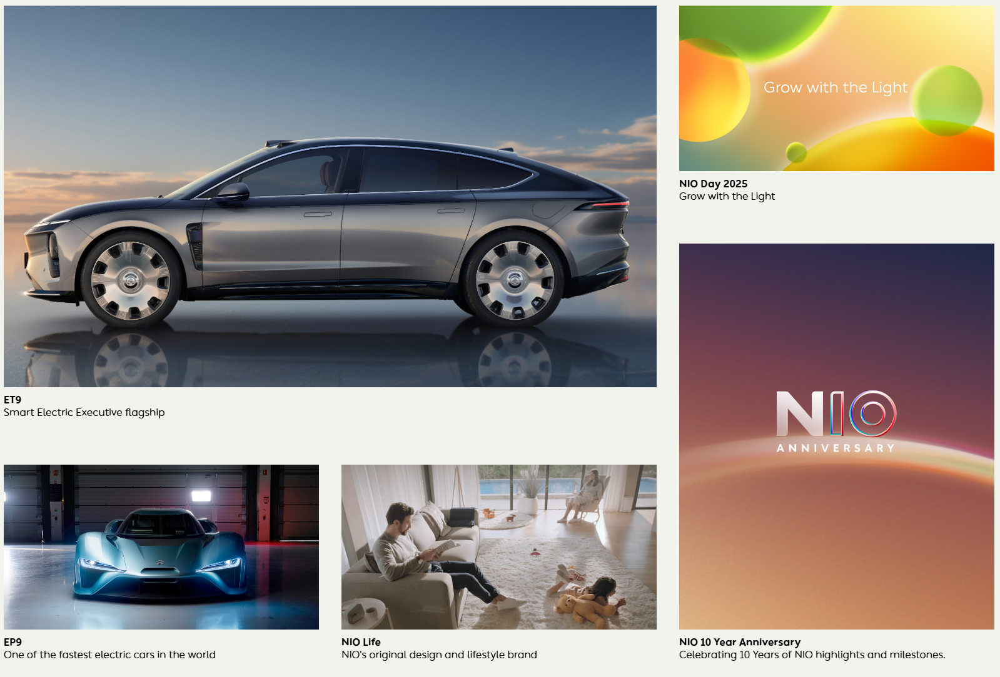 Grow with the Light
NIO Day 2025
Grow with the Light
ET9
Smart Electric Executive flagship
NIO
ANNIVERSARY
EP9
One of the fastest electric cars in the world
NIO Life
NIO's original design and lifestyle brand
NIO 10 Year Anniversary
Celebrating 10 Years of NIO highlights and milestones.